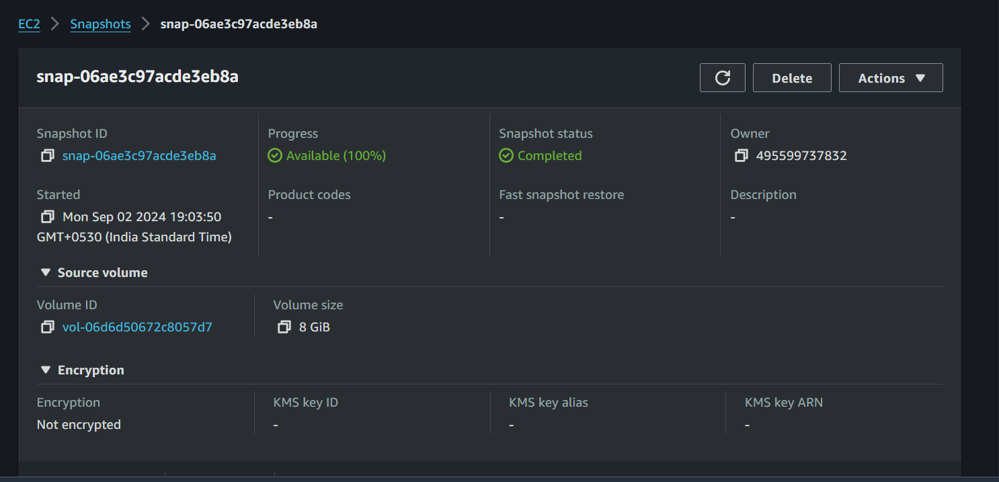 EC2 > Snapshots > snap-06ae3c97acde3eb8a
snap-06ae3c97acde3eb8a
Delete
Actions
Snapshot ID
snap-06ae3c97acde3eb8a
Progress
Available (100%)
Snapshot status
Completed
Owner
495599737832
Started
Mon Sep 02 2024 19:03:50
GMT+0530 (India Standard Time)
Product codes
-
Fast snapshot restore
-
Description
-
Source volume
Volume ID
vol-06d6d50672c8057d7
Volume size
8 GiB
Encryption
Encryption
Not encrypted
KMS key ID
-
KMS key alias
-
KMS key ARN
-